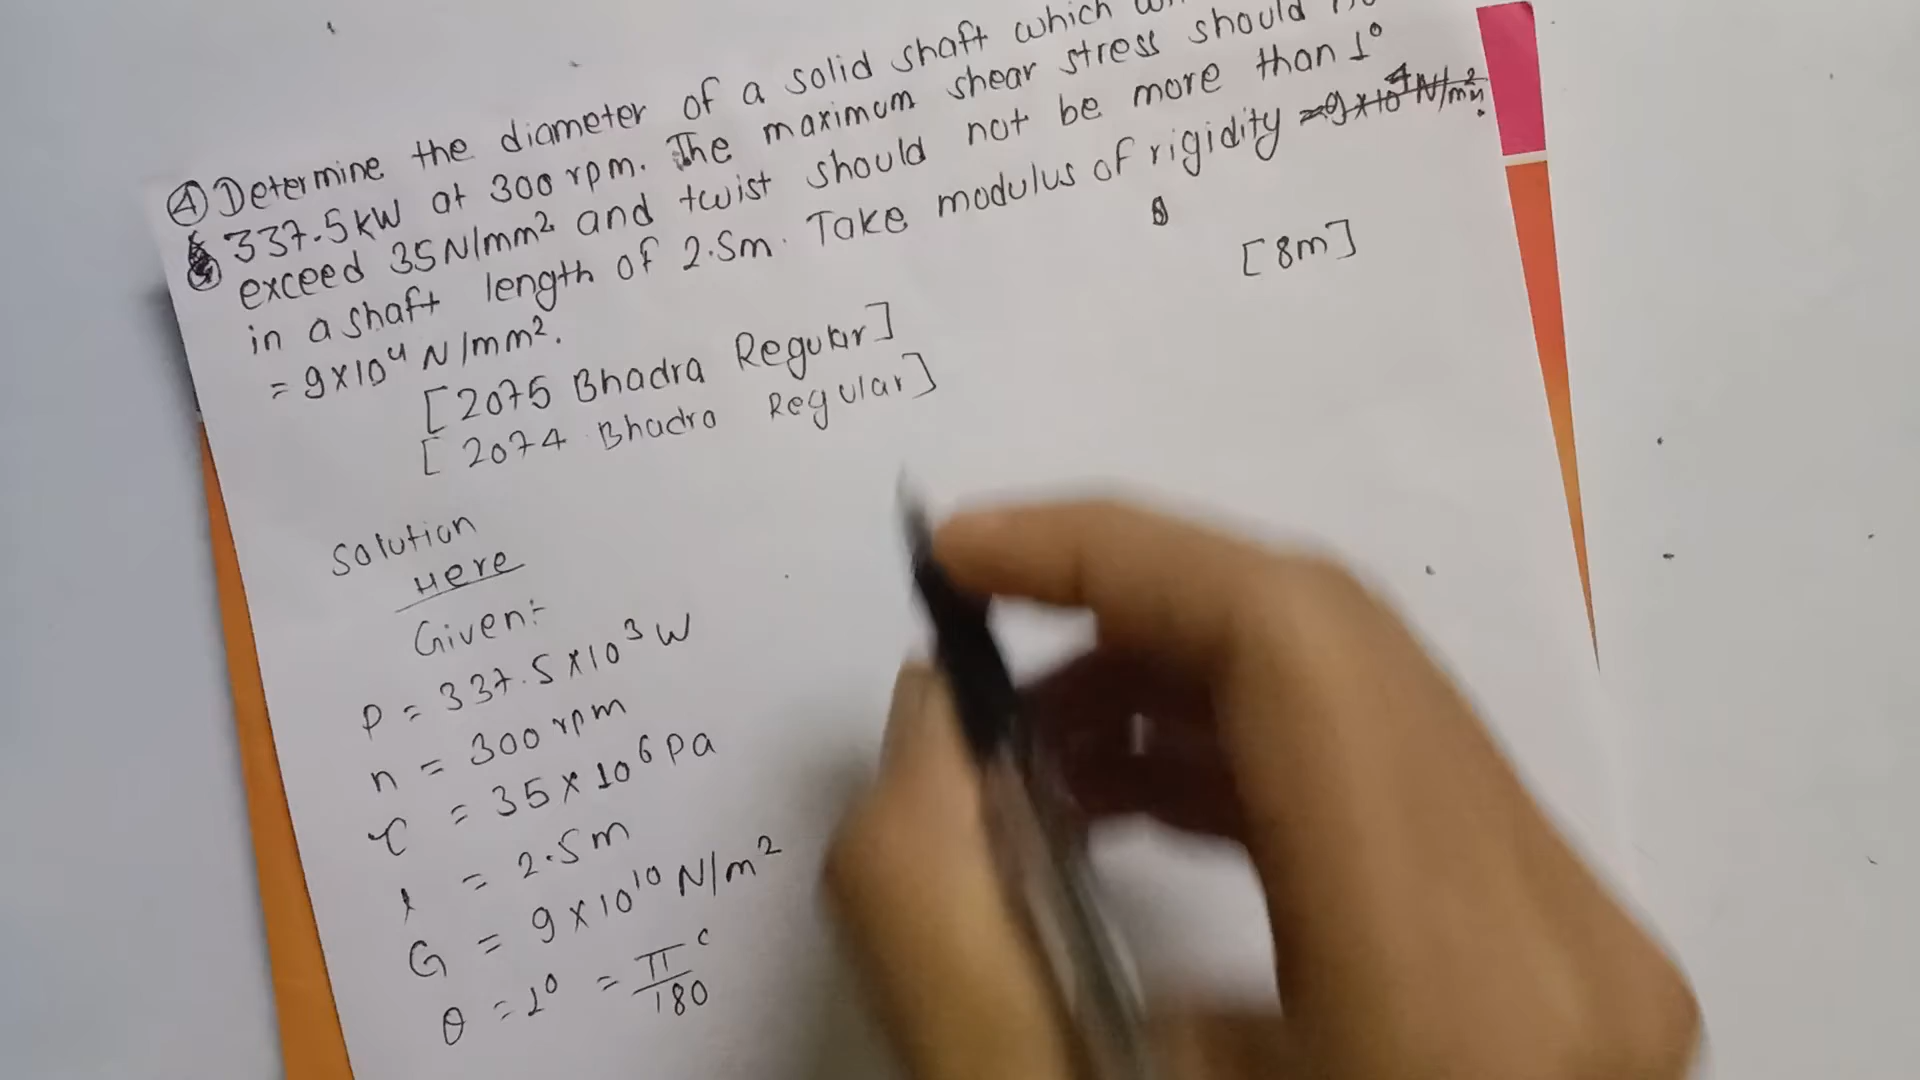 ④ Determine the diameter of a solid shaft which
337.5kW at 300 rpm. The maximum shear stress should
exceed 35N/mm² and twist should not be more than 1°
in a shaft length of 2.5m. Take modulus of rigidity =9×10⁴N/mm².
= 9×10⁴ N/mm².
[8m]
[2075 Bhadra Regular]
[2074 Bhadra Regular]
Solution
Here
Given:-
P = 337.5×10³ W
n = 300 rpm
τ = 35×10⁶ Pa
l = 2.5m
G = 9×10¹⁰ N/m²
θ = 1° = π/180 ᶜ